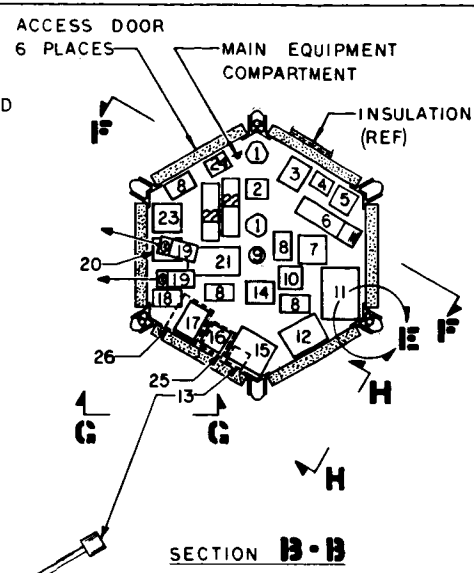 ACCESS DOOR
6 PLACES
MAIN EQUIPMENT
COMPARTMENT
D
INSULATION
(REF)
F
1
8
2
3
4
5
23
22
22
6
1
20
19
21
9
8
7
19
10
18
8
14
8
11
17
16
15
12
26
25
13
E
F
G
G
H
H
SECTION B-B